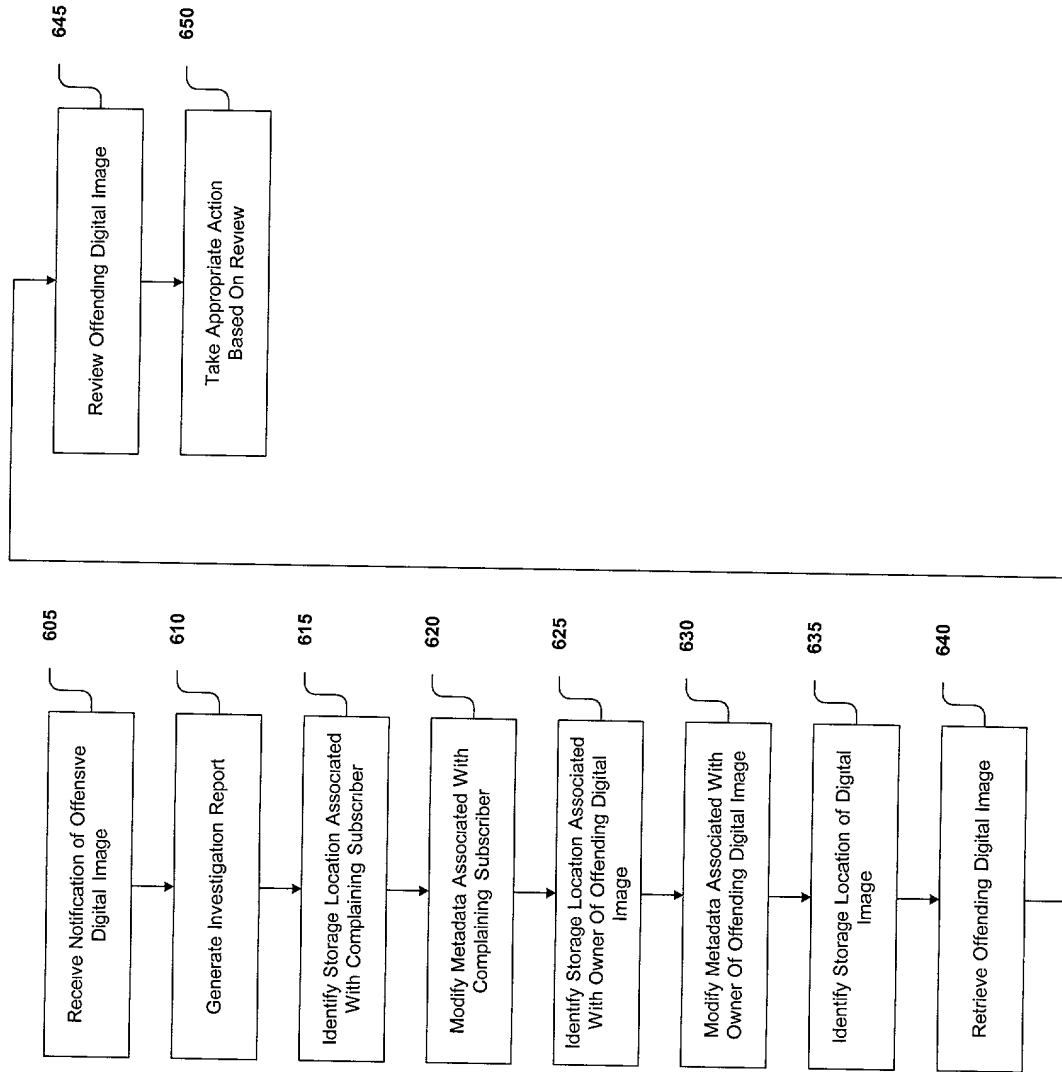 605
Receive Notification of Offensive
Digital Image
610
Generate Investigation Report
615
Identify Storage Location Associated
With Complaining Subscriber
620
Modify Metadata Associated With
Complaining Subscriber
625
Identify Storage Location Associated
With Owner Of Offending Digital
Image
630
Modify Metadata Associated With
Owner Of Offending Digital Image
635
Identify Storage Location of Digital
Image
640
Retrieve Offending Digital Image
645
Review Offending Digital Image
650
Take Appropriate Action
Based On Review